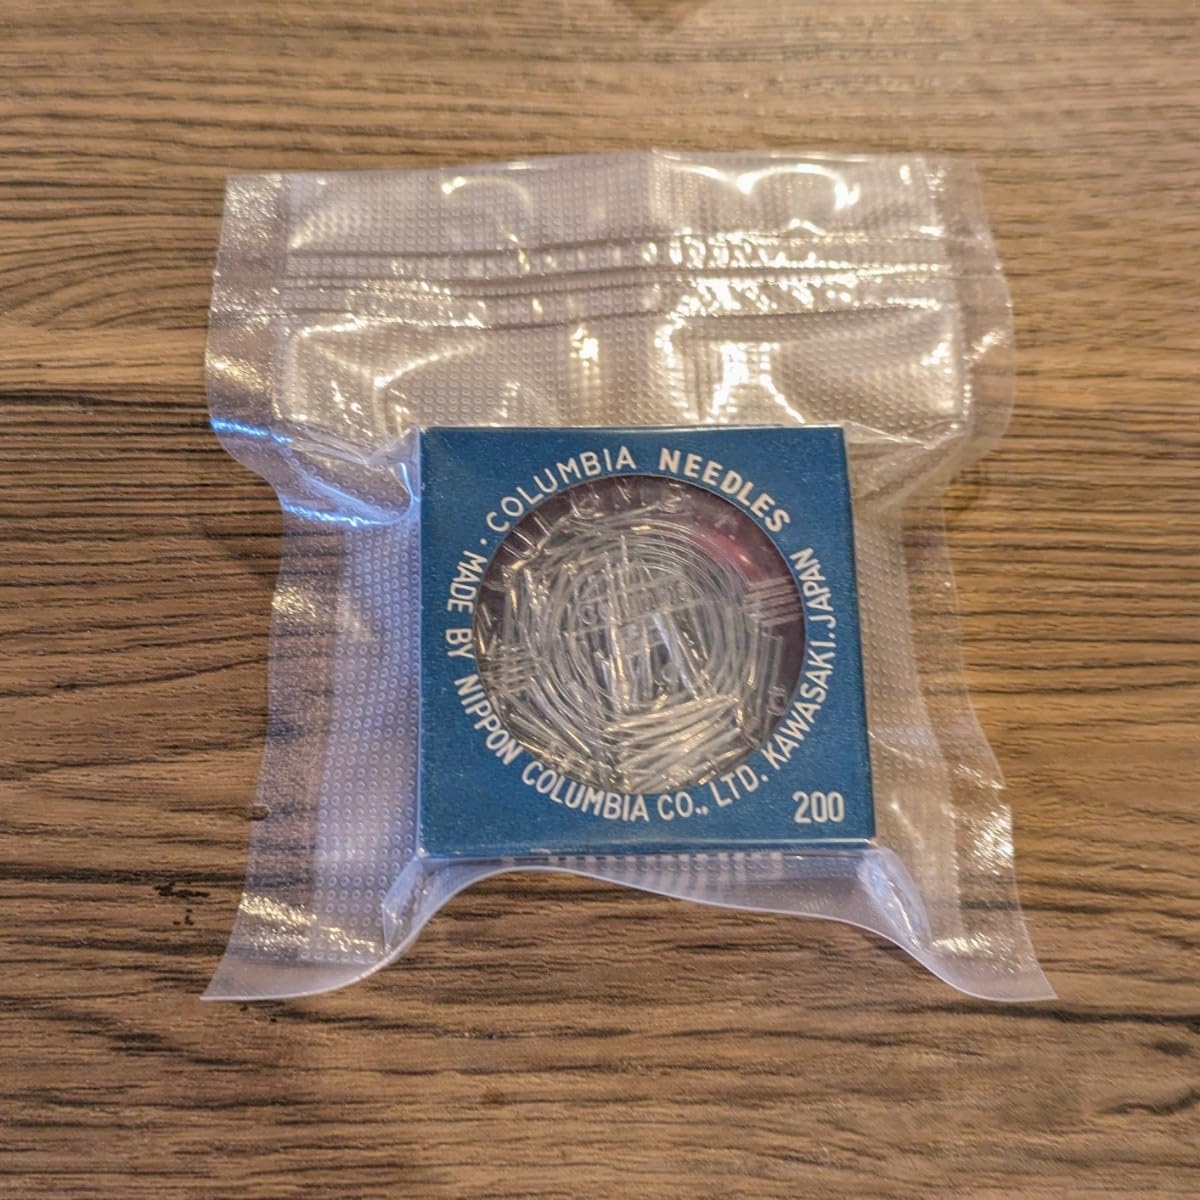 · COLUMBIA NEEDLES
MADE BY NIPPON COLUMBIA CO., LTD. KAWASAKI. JAPAN
200